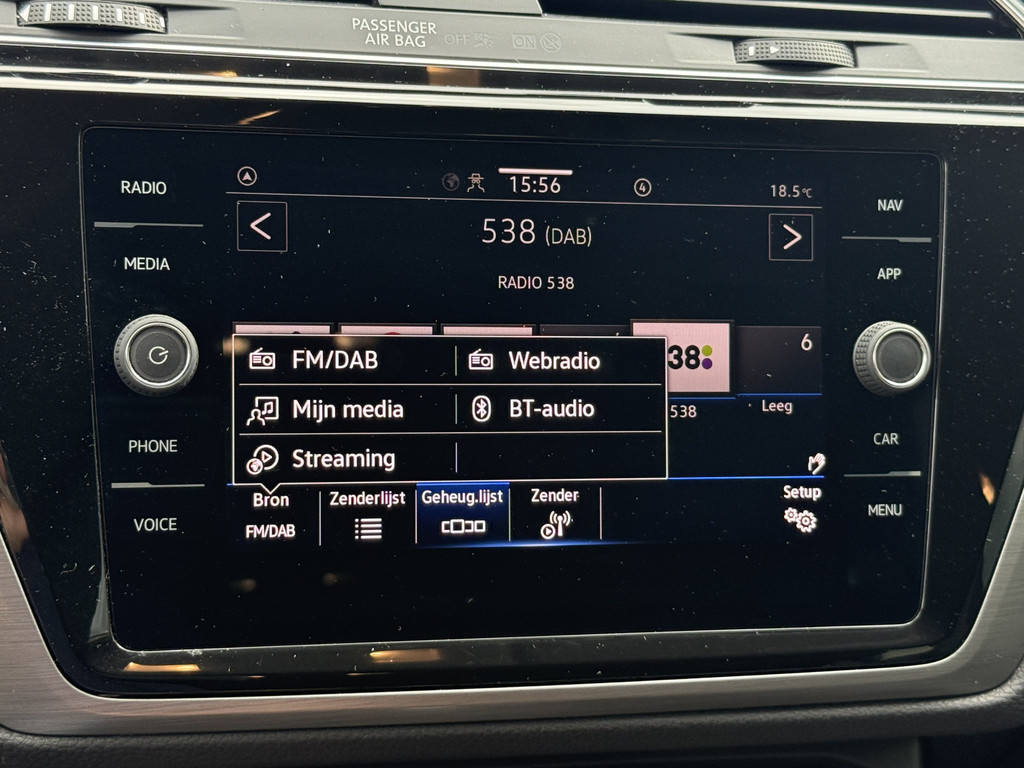 PASSENGER
AIR BAG OFF ON
RADIO
MEDIA
PHONE
VOICE
15:56
4
18.5°C
538 (DAB)
RADIO 538
FM/DAB
Webradio
Mijn media
BT-audio
Streaming
38
538
6
Leeg
Bron
FM/DAB
Zenderlijst
Geheug.lijst
Zender
Setup
NAV
APP
CAR
MENU